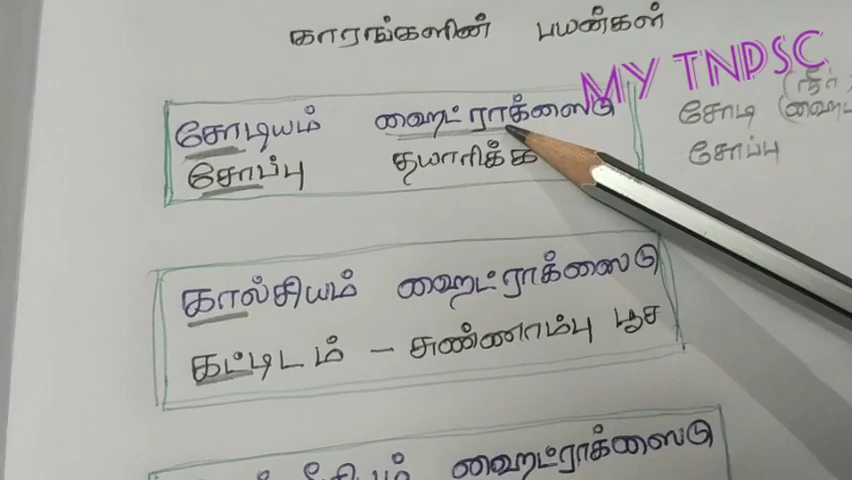 காரங்களின் பயன்கள்
MY TNPSC
சோடியம் ஹைட்ராக்ஸைடு
சோப்பு தயாரிக்க
சோடி (நீர்
சோப்பு
கால்சியம் ஹைட்ராக்ஸைடு
கட்டிடம் - சுண்ணாம்பு பூச
ஹைட்ராக்ஸைடு